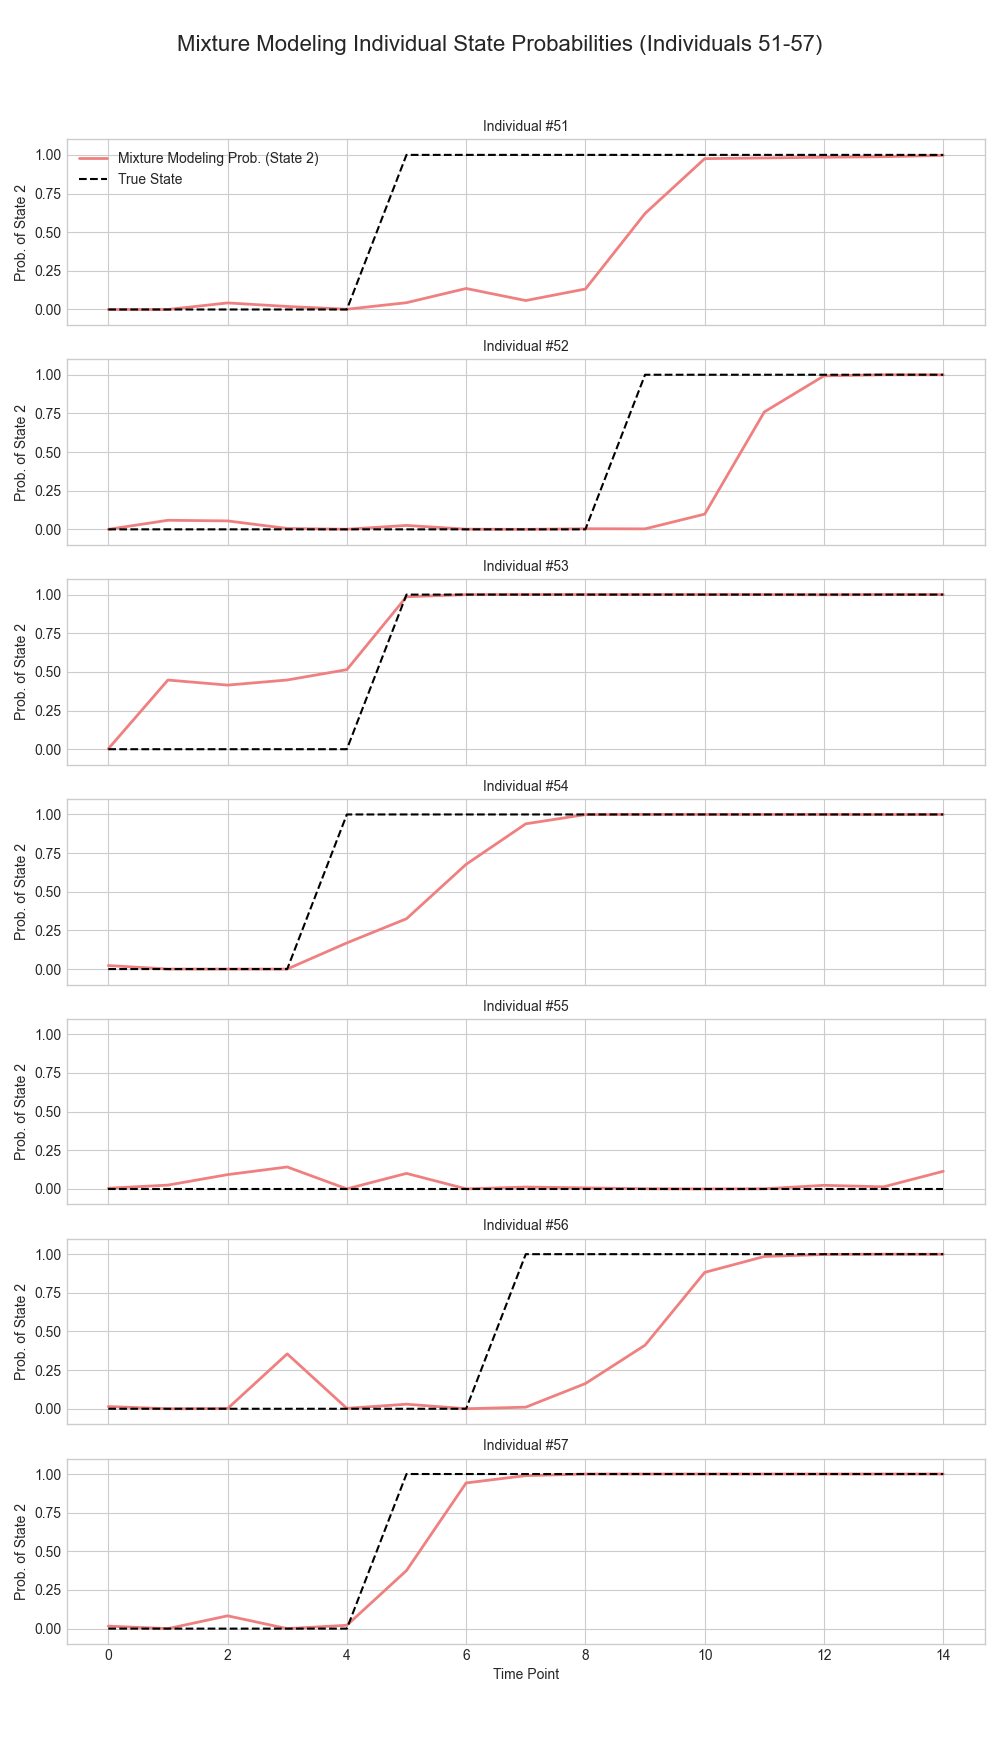 Mixture Modeling Individual State Probabilities (Individuals 51-57)
Individual #51
Mixture Modeling Prob. (State 2)
True State
Prob. of State 2
1.00
0.75
0.50
0.25
0.00
Individual #52
Prob. of State 2
1.00
0.75
0.50
0.25
0.00
Individual #53
Prob. of State 2
1.00
0.75
0.50
0.25
0.00
Individual #54
Prob. of State 2
1.00
0.75
0.50
0.25
0.00
Individual #55
Prob. of State 2
1.00
0.75
0.50
0.25
0.00
Individual #56
Prob. of State 2
1.00
0.75
0.50
0.25
0.00
Individual #57
Prob. of State 2
1.00
0.75
0.50
0.25
0.00
0 2 4 6 8 10 12 14
Time Point